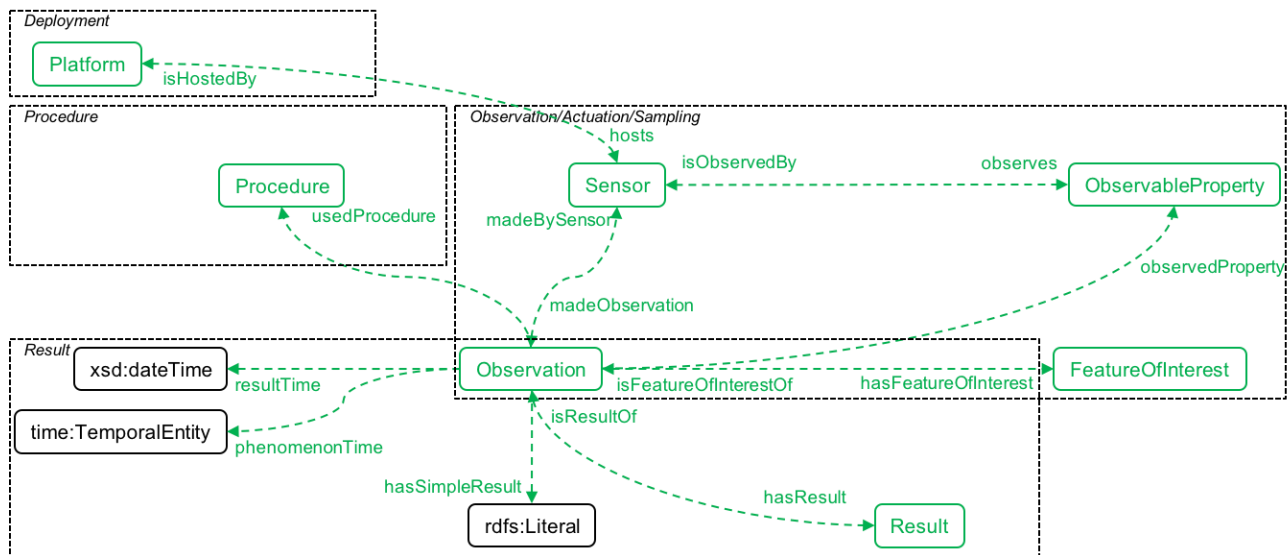 Deployment
Platform
isHostedBy
Procedure
Observation/Actuation/Sampling
hosts
isObservedBy
observes
Procedure
Sensor
ObservableProperty
usedProcedure
madeBySensor
observedProperty
madeObservation
Result
xsd:dateTime
Observation
FeatureOfInterest
resultTime
isFeatureOfInterestOf
hasFeatureOfInterest
isResultOf
time:TemporalEntity
phenomenonTime
hasSimpleResult
hasResult
rdfs:Literal
Result